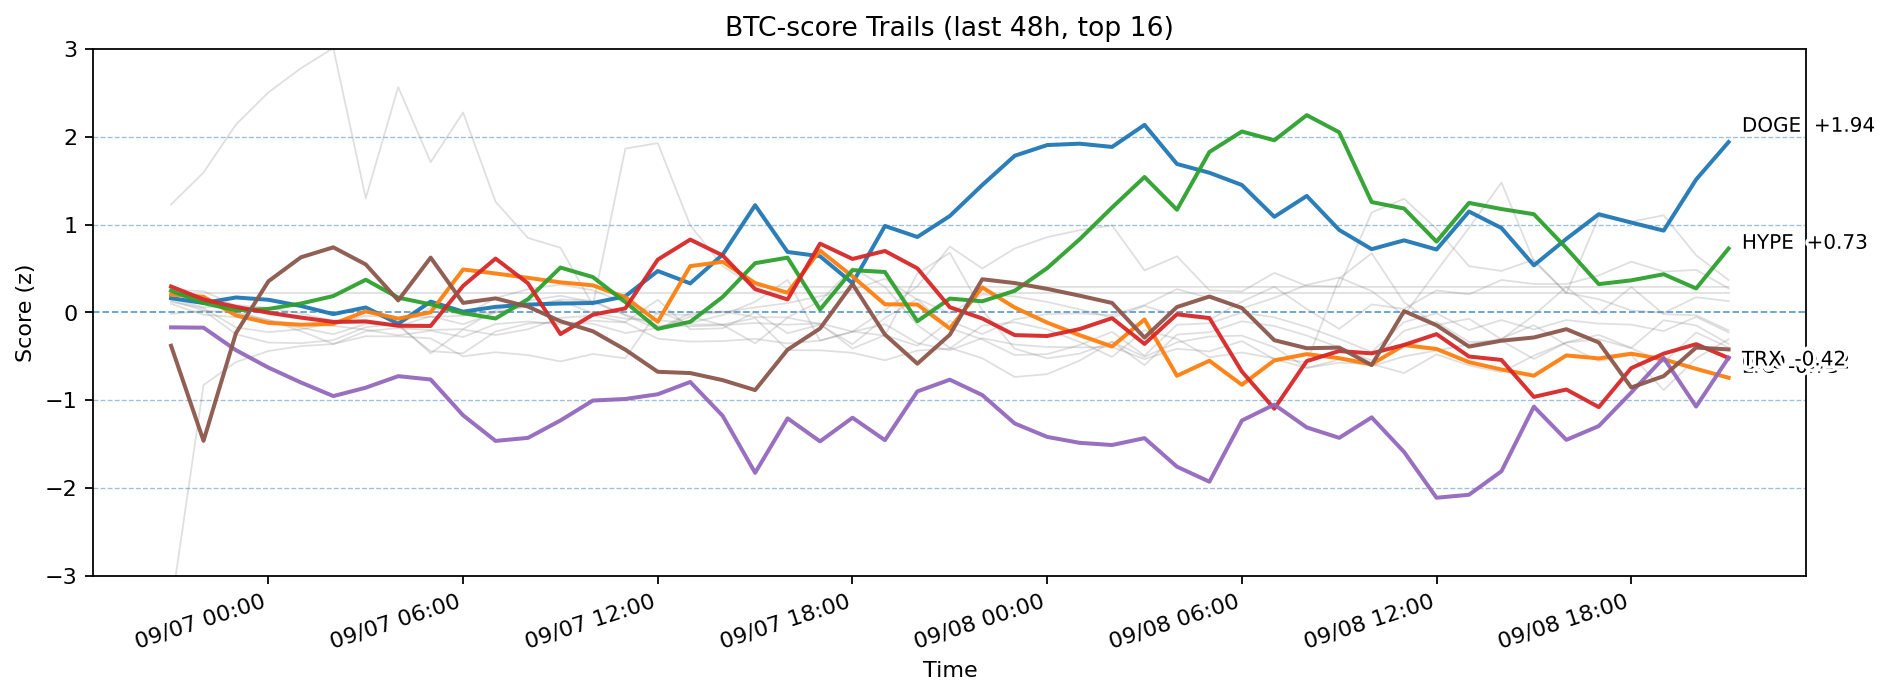 BTC-score Trails (last 48h, top 16)
Score (z)
3
2
1
0
−1
−2
−3
DOGE +1.94
HYPE +0.73
TRX -0.42
09/07 00:00
09/07 06:00
09/07 12:00
09/07 18:00
09/08 00:00
09/08 06:00
09/08 12:00
09/08 18:00
Time